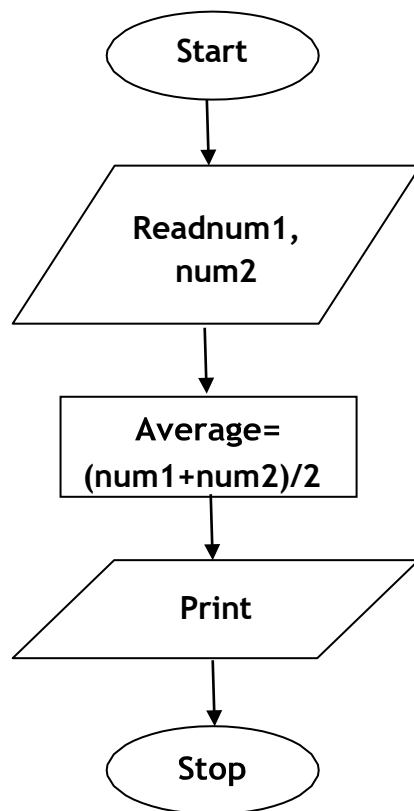 Start
Readnum1,
num2
Average=
(num1+num2)/2
Print
Stop